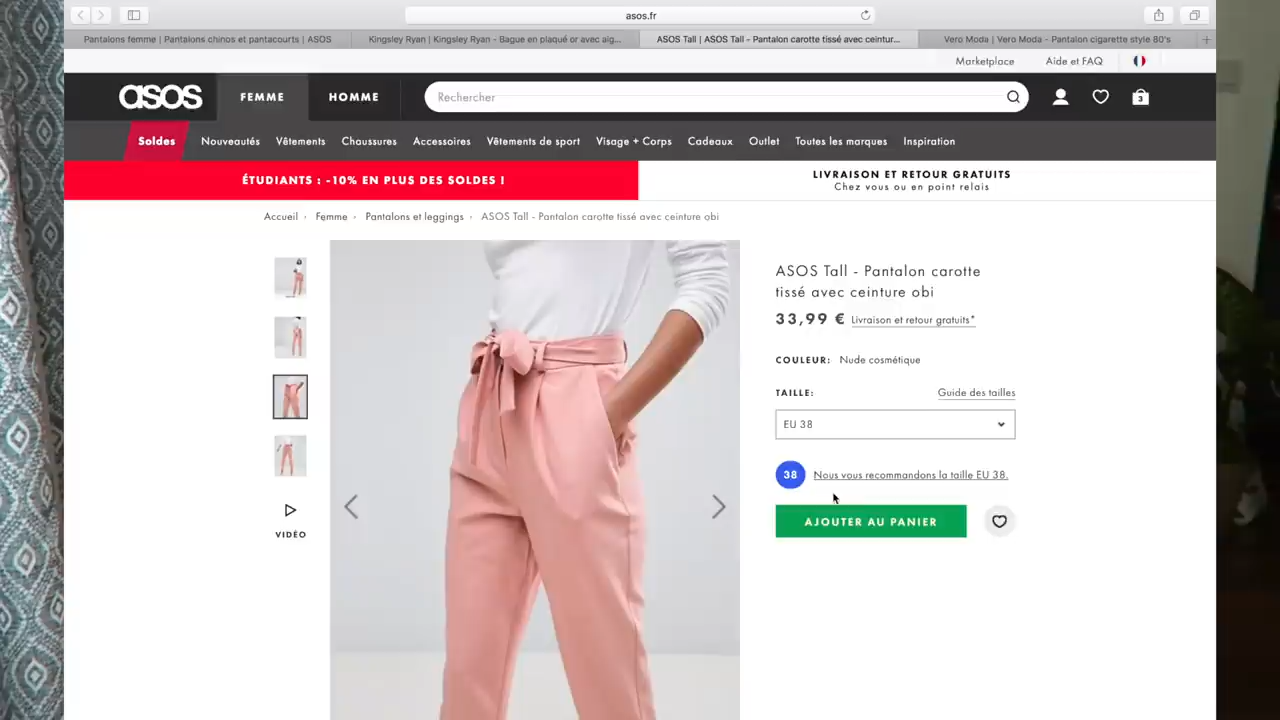 asos.fr
Pantalons femme | Pantalons chinos et pantacourts | ASOS
Kingsley Ryan | Kingsley Ryan - Bague en plaqué or avec aig...
ASOS Tall | ASOS Tall - Pantalon carotte tissé avec ceintur...
Vero Moda | Vero Moda - Pantalon cigarette style 80's
Marketplace
Aide et FAQ
asos
FEMME
HOMME
Rechercher
3
Soldes
Nouveautés
Vêtements
Chaussures
Accessoires
Vêtements de sport
Visage + Corps
Cadeaux
Outlet
Toutes les marques
Inspiration
ÉTUDIANTS : -10% EN PLUS DES SOLDES !
LIVRAISON ET RETOUR GRATUITS
Chez vous ou en point relais
Accueil › Femme › Pantalons et leggings › ASOS Tall - Pantalon carotte tissé avec ceinture obi
ASOS Tall - Pantalon carotte
tissé avec ceinture obi
33,99 € Livraison et retour gratuits*
COULEUR: Nude cosmétique
TAILLE:
Guide des tailles
EU 38
38
Nous vous recommandons la taille EU 38.
AJOUTER AU PANIER
VIDÉO